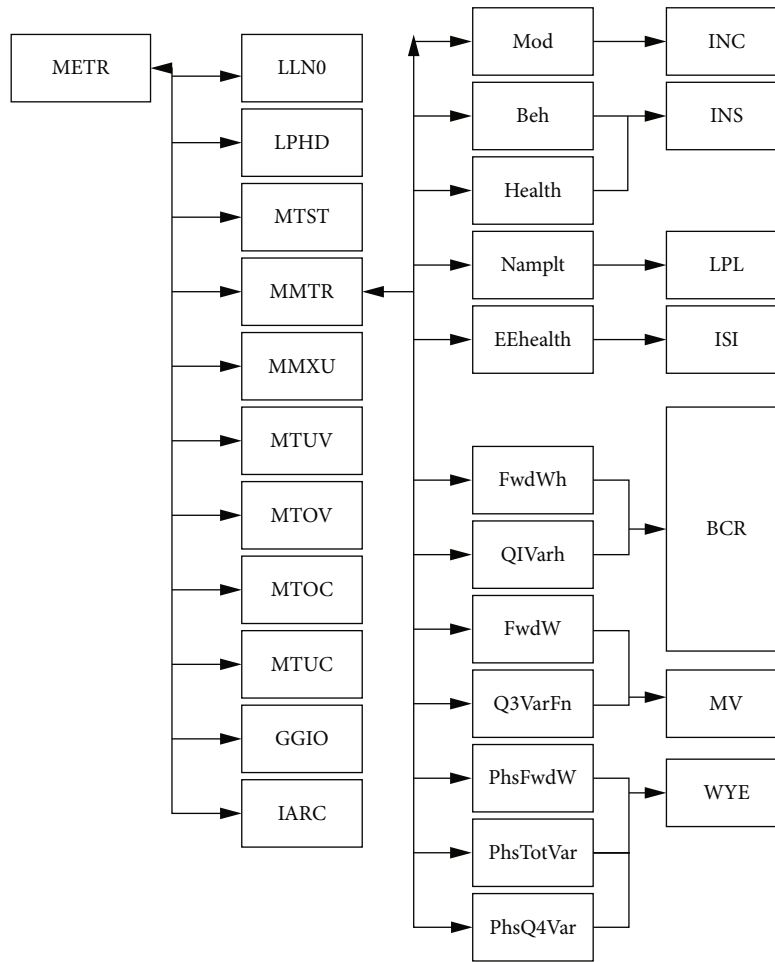 METR
LLN0
LPHD
MTST
MMTR
MMXU
MTUV
MTOV
MTOC
MTUC
GGIO
IARC
Mod
Beh
Health
Namplt
EEhealth
FwdWh
QIVarh
FwdW
Q3VarFn
PhsFwdW
PhsTotVar
PhsQ4Var
INC
INS
LPL
ISI
BCR
MV
WYE